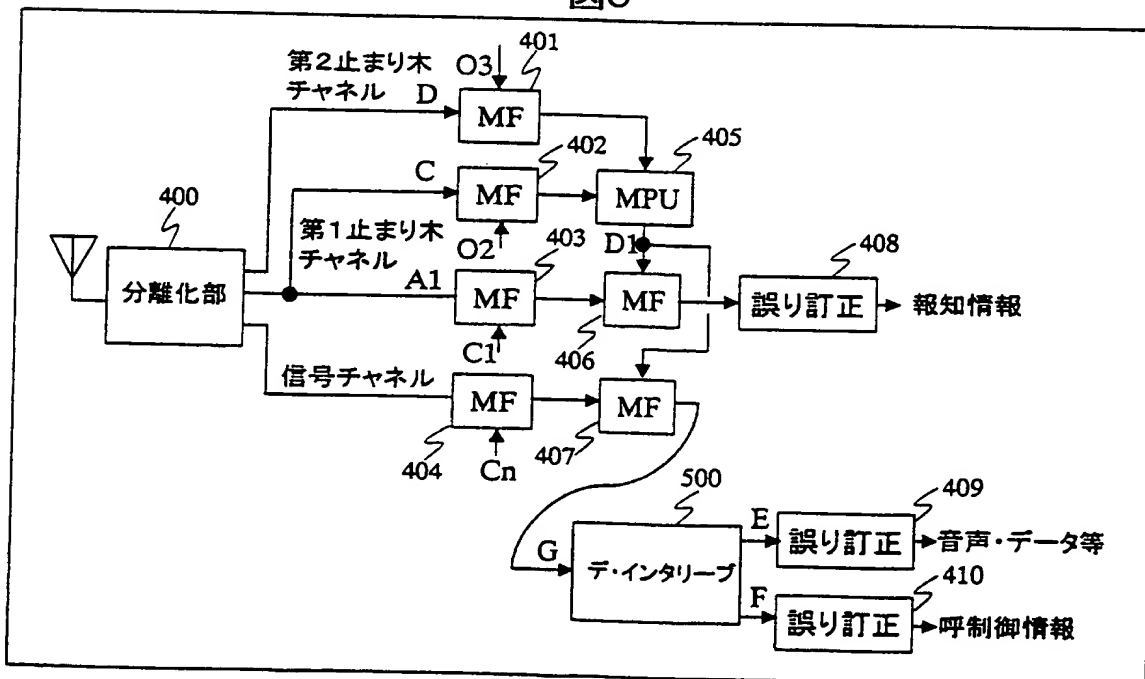 第2止まり木
チャネル
D
O3
401
MF
C
402
MF
O2
405
MPU
400
分離化部
第1止まり木
チャネル
A1
403
MF
C1
D1
MF
406
408
誤り訂正
報知情報
信号チャネル
MF
404
Cn
MF
407
500
G
デ・インタリーブ
E
409
誤り訂正
音声・データ等
F
410
誤り訂正
呼制御情報